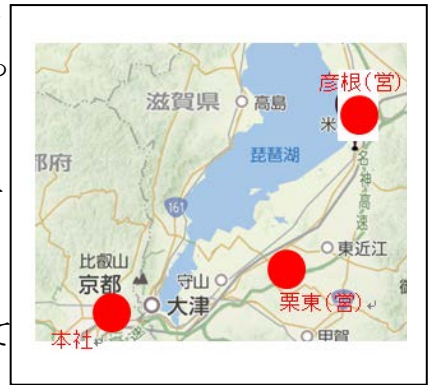 彦根(営)
滋賀県
高島
米
琵琶湖
名神高速
161
東近江
比叡山
京都
守山
大津
栗東(営)
甲賀
本社